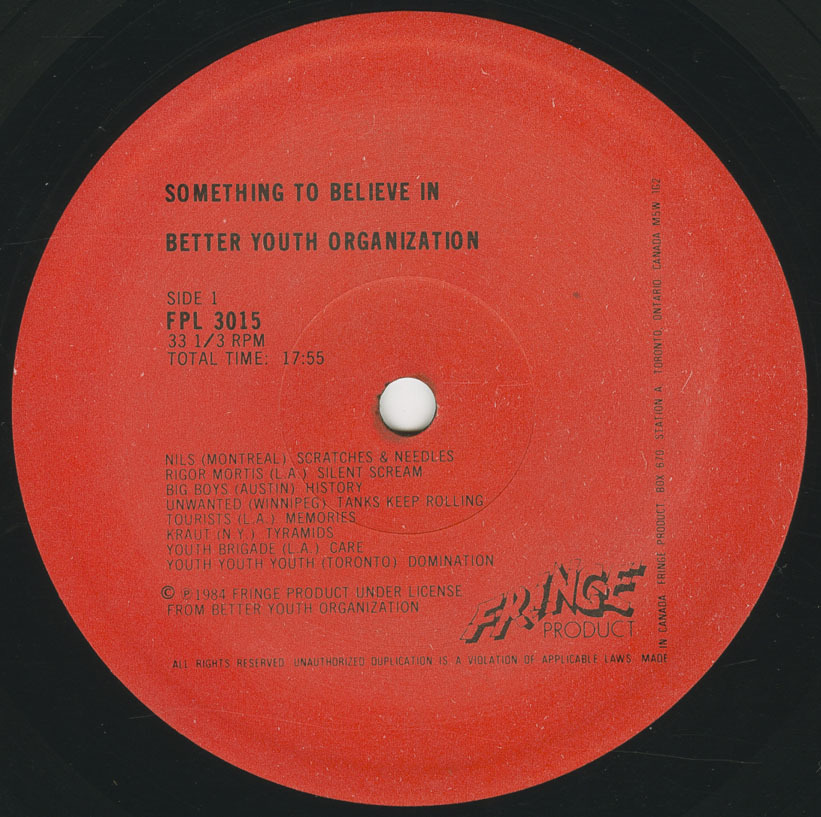 SOMETHING TO BELIEVE IN
BETTER YOUTH ORGANIZATION
SIDE 1
FPL 3015
33 1/3 RPM
TOTAL TIME: 17:55
NILS (MONTREAL) SCRATCHES & NEEDLES
RIGOR MORTIS (L.A.) SILENT SCREAM
BIG BOYS (AUSTIN) HISTORY
UNWANTED (WINNIPEG) TANKS KEEP ROLLING
TOURISTS (L.A.) MEMORIES
KRAUT (N.Y.) TYRAMIDS
YOUTH BRIGADE (L.A.) CARE
YOUTH YOUTH YOUTH (TORONTO) DOMINATION
© ℗ 1984 FRINGE PRODUCT UNDER LICENSE
FROM BETTER YOUTH ORGANIZATION
FRINGE
PRODUCT
ALL RIGHTS RESERVED UNAUTHORIZED DUPLICATION IS A VIOLATION OF APPLICABLE LAWS MADE
IN CANADA FRINGE PRODUCT BOX 670 STATION A TORONTO ONTARIO CANADA M5W 1G2